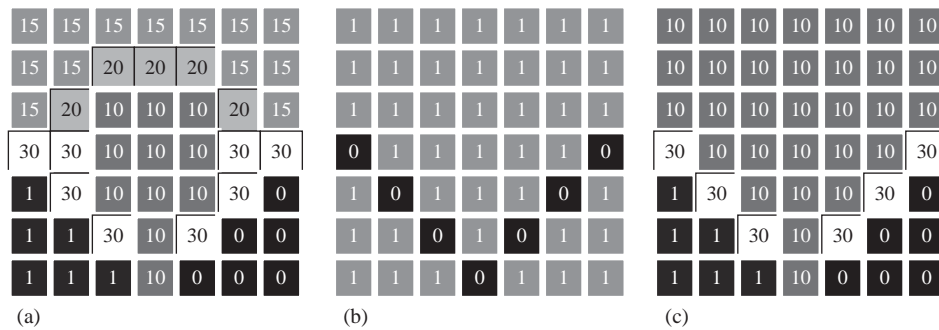 15 15 15 15 15 15 15 1 1 1 1 1 1 1 10 10 10 10 10 10 10
15 15 20 20 20 15 15 1 1 1 1 1 1 1 10 10 10 10 10 10 10
15 20 10 10 10 20 15 1 1 1 1 1 1 1 10 10 10 10 10 10 10
30 30 10 10 10 30 30 0 1 1 1 1 1 0 30 10 10 10 10 10 30
1 30 10 10 10 30 0 1 0 1 1 1 0 1 1 30 10 10 10 30 0
1 1 30 10 30 0 0 1 1 0 1 0 1 1 1 1 30 10 30 0 0
1 1 1 10 0 0 0 1 1 1 0 1 1 1 1 1 1 10 0 0 0
(a) (b) (c)